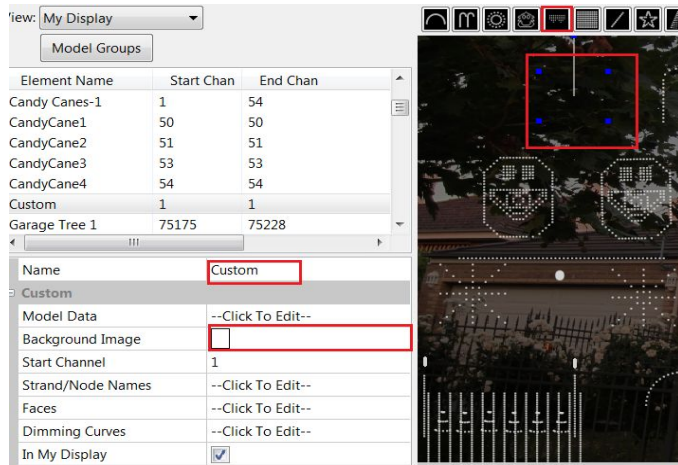 View: My Display
Model Groups
Element Name Start Chan End Chan
Candy Canes-1 1 54
CandyCane1 50 50
CandyCane2 51 51
CandyCane3 53 53
CandyCane4 54 54
Custom 1 1
Garage Tree 1 75175 75228
Name Custom
Custom
Model Data --Click To Edit--
Background Image
Start Channel 1
Strand/Node Names --Click To Edit--
Faces --Click To Edit--
Dimming Curves --Click To Edit--
In My Display